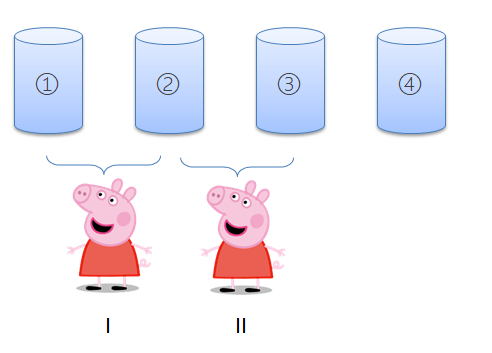 ① ② ③ ④
I II